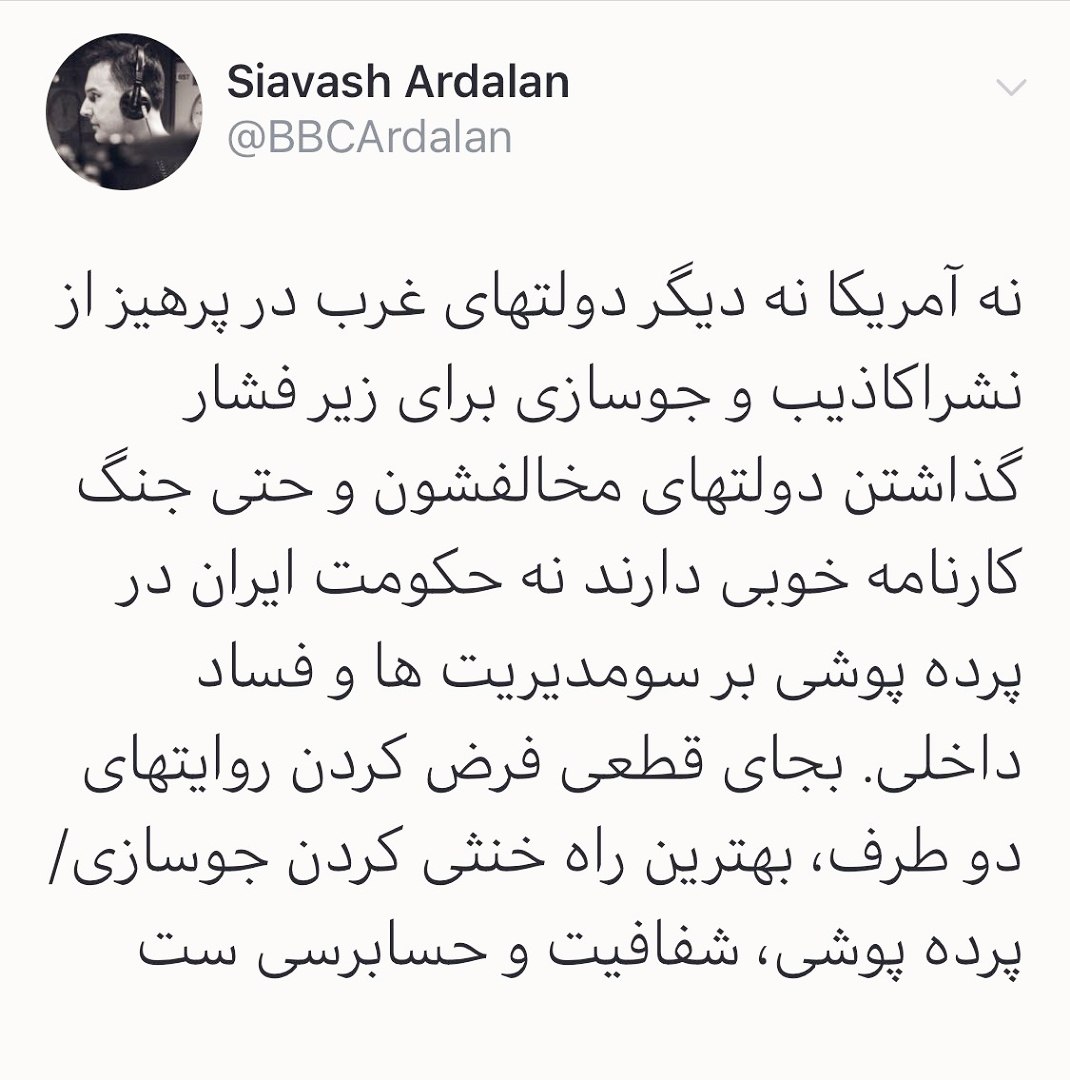 Siavash Ardalan
@BBCArdalan
نه آمریکا نه دیگر دولتهای غرب در پرهیز از
نشراکاذیب و جوسازی برای زیر فشار
گذاشتن دولتهای مخالفشون و حتی جنگ
کارنامه خوبی دارند نه حکومت ایران در
پرده پوشی بر سومدیریت ها و فساد
داخلی. بجای قطعی فرض کردن روایتهای
دو طرف، بهترین راه خنثی کردن جوسازی/
پرده پوشی، شفافیت و حسابرسی ست